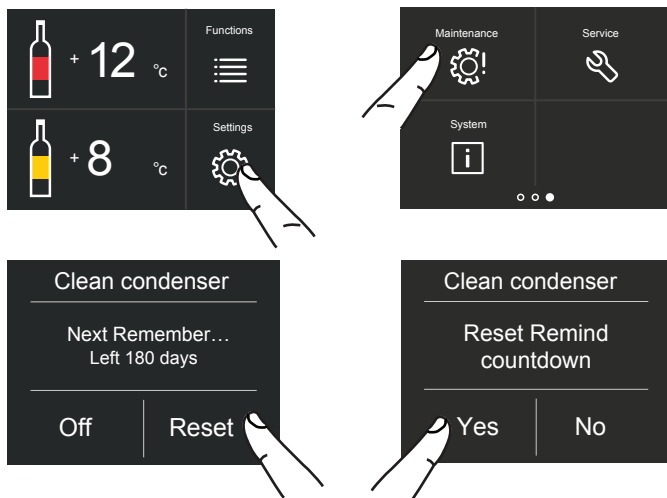 Functions
+ 12 °c
Settings
+ 8 °c
Maintenance
Service
System
i
Clean condenser
Next Remember…
Left 180 days
Off
Reset
Clean condenser
Reset Remind
countdown
Yes
No